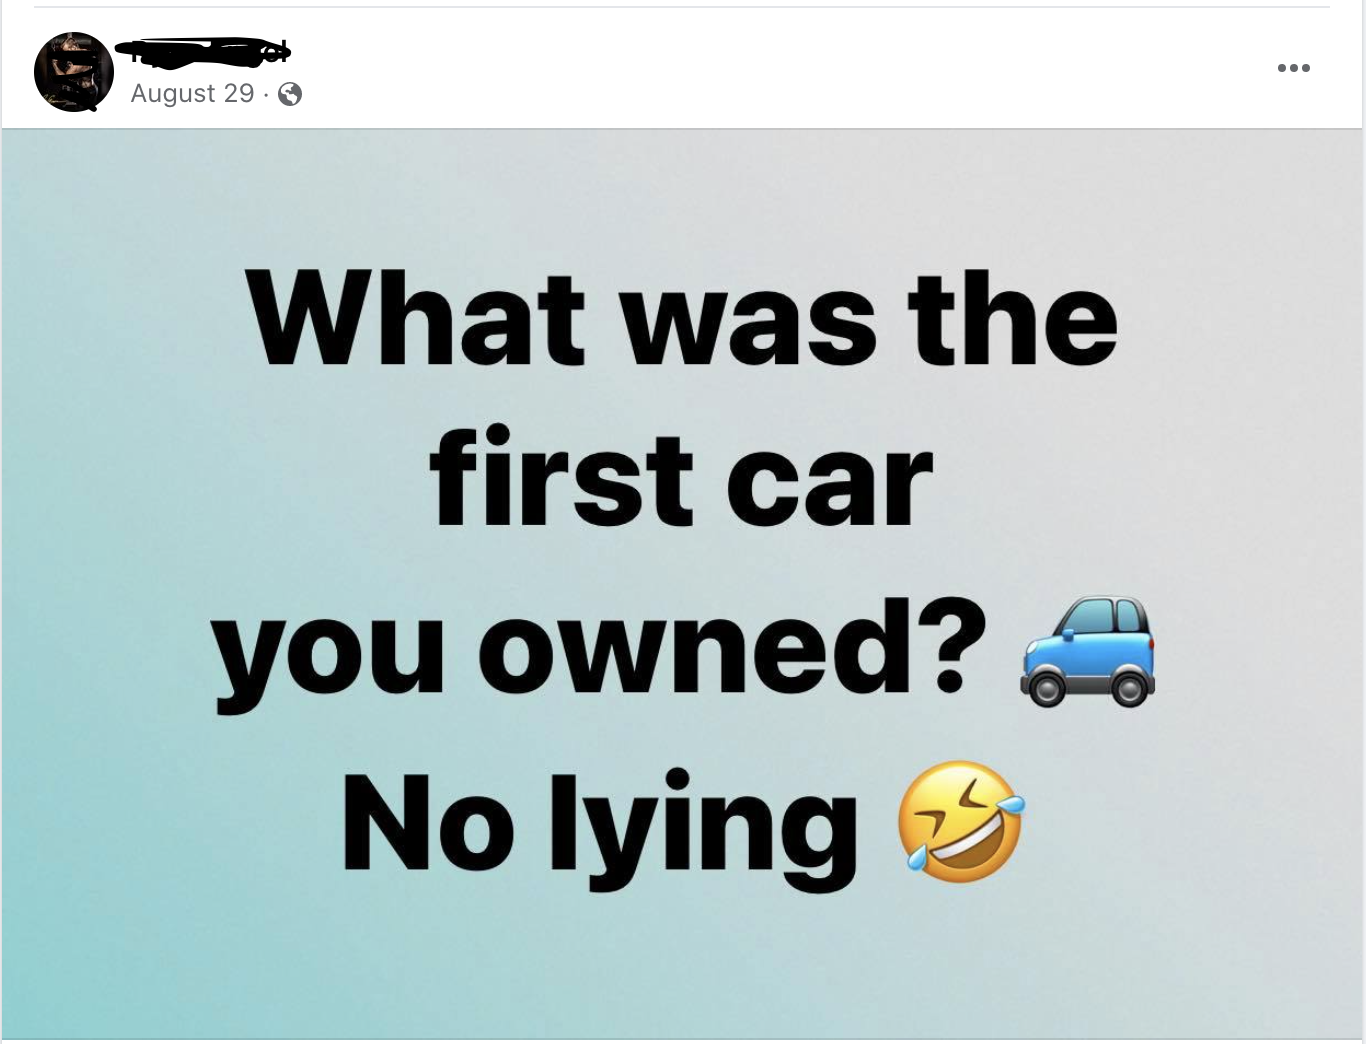 August 29 ·
What was the
first car
you owned? 🚙
No lying 🤣